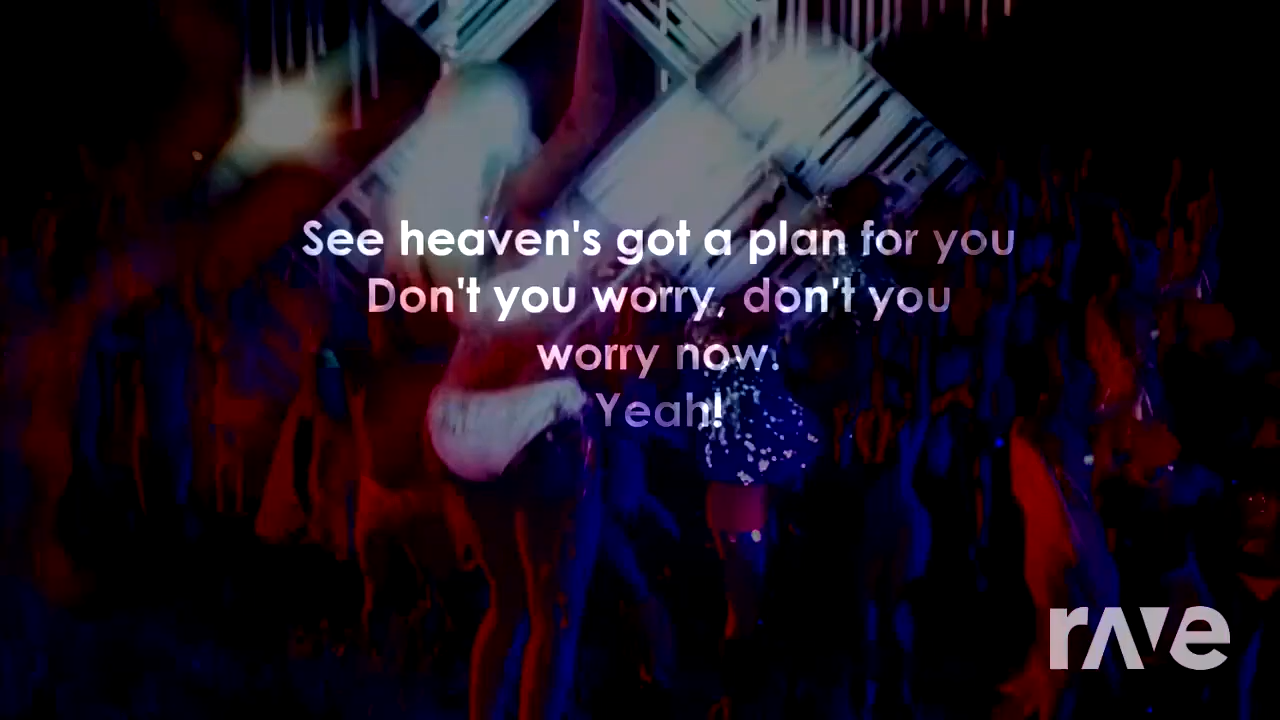 See heaven's got a plan for you
Don't you worry, don't you
worry now.
Yeah!
rave